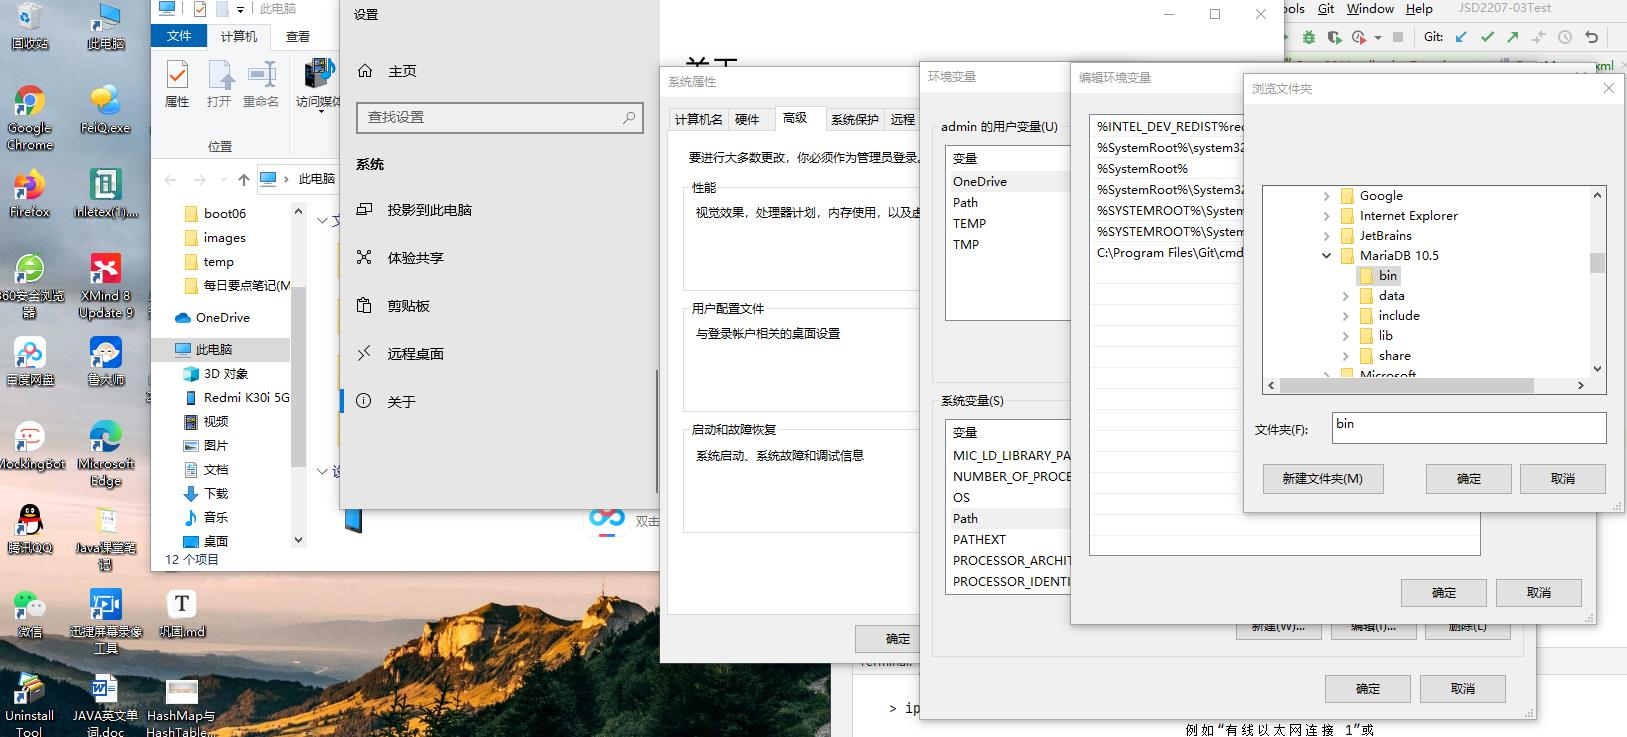 回收站
此电脑
Google
Chrome
FeiQ.exe
Firefox
360安全浏览
器
XMind 8
Update 9
百度网盘
鲁大师
MockingBot
Microsoft
Edge
腾讯QQ
Java课堂笔
记
微信
迅捷屏幕录像
工具
巩固.md
Uninstall
Tool
JAVA英文单
词.doc
HashMap与
HashTable...
此电脑
文件
计算机
查看
属性
打开
重命名
访问媒体
位置
此电脑
boot06
images
temp
每日要点笔记(M
OneDrive
此电脑
3D 对象
Redmi K30i 5G
视频
图片
文档
下载
音乐
桌面
12 个项目
双击
设置
主页
查找设置
系统
投影到此电脑
体验共享
剪贴板
远程桌面
关于
系统属性
计算机名
硬件
高级
系统保护
远程
要进行大多数更改，你必须作为管理员登录。
性能
视觉效果，处理器计划，内存使用，以及虚
用户配置文件
与登录帐户相关的桌面设置
启动和故障恢复
系统启动、系统故障和调试信息
确定
环境变量
admin 的用户变量(U)
变量
OneDrive
Path
TEMP
TMP
系统变量(S)
变量
MIC_LD_LIBRARY_PA
NUMBER_OF_PROCE
OS
Path
PATHEXT
PROCESSOR_ARCHI
PROCESSOR_IDENTI
新建(W)...
编辑(I)...
删除(L)
确定
取消
编辑环境变量
%INTEL_DEV_REDIST%red
%SystemRoot%\system32
%SystemRoot%
%SystemRoot%\System32
%SYSTEMROOT%\System
%SYSTEMROOT%\System
C:\Program Files\Git\cmd
确定
取消
浏览文件夹
Google
Internet Explorer
JetBrains
MariaDB 10.5
bin
data
include
lib
share
Microsoft
文件夹(F):
bin
新建文件夹(M)
确定
取消
ools
Git
Window
Help
JSD2207-03Test
Git:
xml
Terminal:
> ip
例如“有线以太网连接 1”或